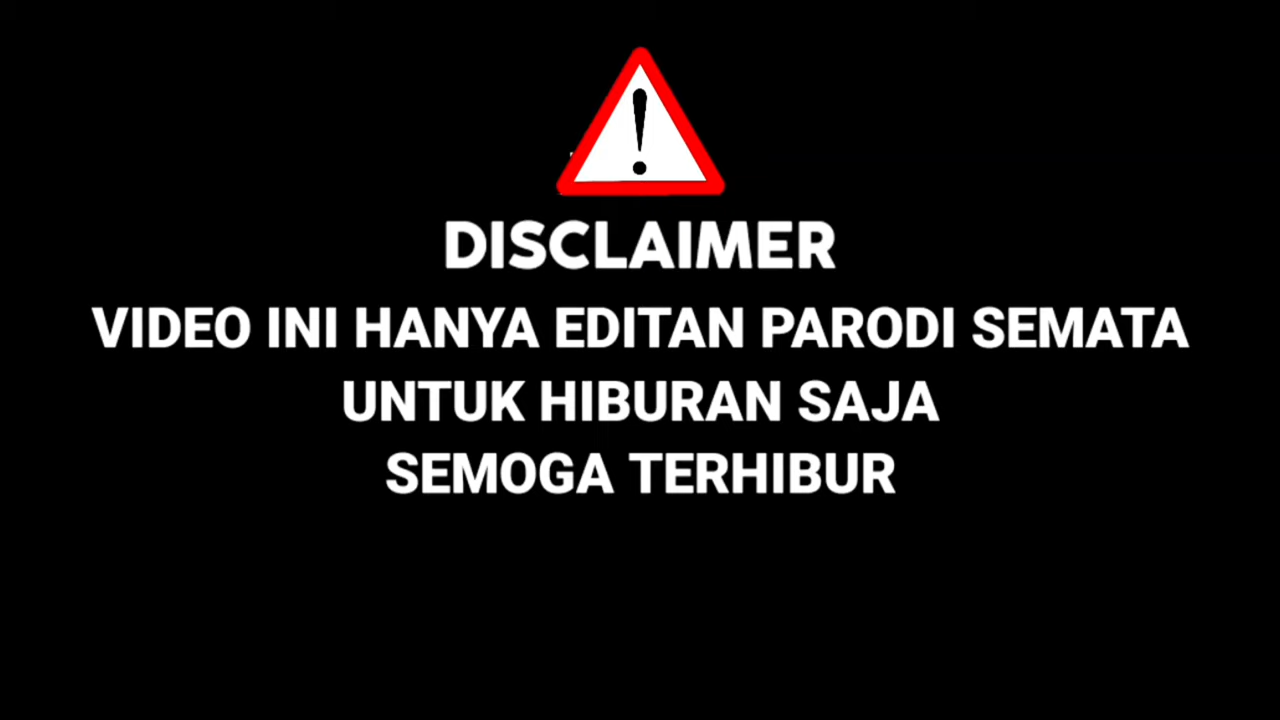 DISCLAIMER
VIDEO INI HANYA EDITAN PARODI SEMATA
UNTUK HIBURAN SAJA
SEMOGA TERHIBUR